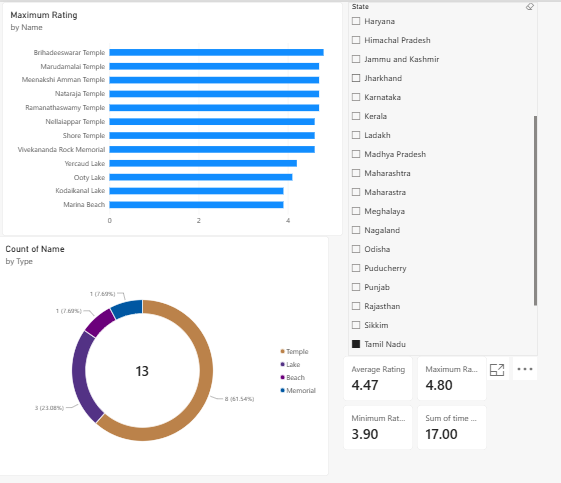 Maximum Rating
by Name
Brihadeeswarar Temple
Marudamalai Temple
Meenakshi Amman Temple
Nataraja Temple
Ramanathaswamy Temple
Nellaiappar Temple
Shore Temple
Vivekananda Rock Memorial
Yercaud Lake
Ooty Lake
Kodaikanal Lake
Marina Beach
0 2 4
Count of Name
by Type
1 (7.69%)
1 (7.69%)
13
3 (23.08%)
8 (61.54%)
Temple
Lake
Beach
Memorial
State
Haryana
Himachal Pradesh
Jammu and Kashmir
Jharkhand
Karnataka
Kerala
Ladakh
Madhya Pradesh
Maharashtra
Maharastra
Meghalaya
Nagaland
Odisha
Puducherry
Punjab
Rajasthan
Sikkim
Tamil Nadu
Average Rating
4.47
Maximum Ra...
4.80
Minimum Rat...
3.90
Sum of time ...
17.00